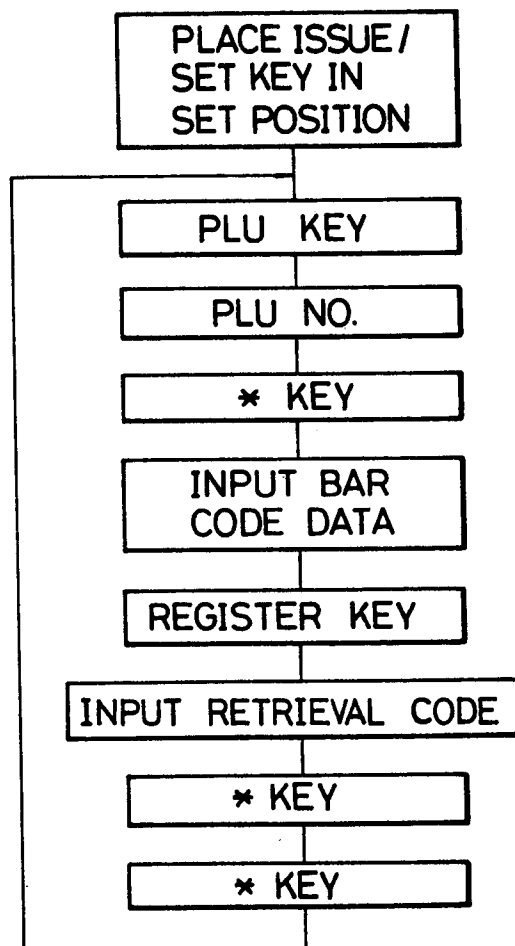 PLACE ISSUE/
SET KEY IN
SET POSITION
PLU KEY
PLU NO.
* KEY
INPUT BAR
CODE DATA
REGISTER KEY
INPUT RETRIEVAL CODE
* KEY
* KEY